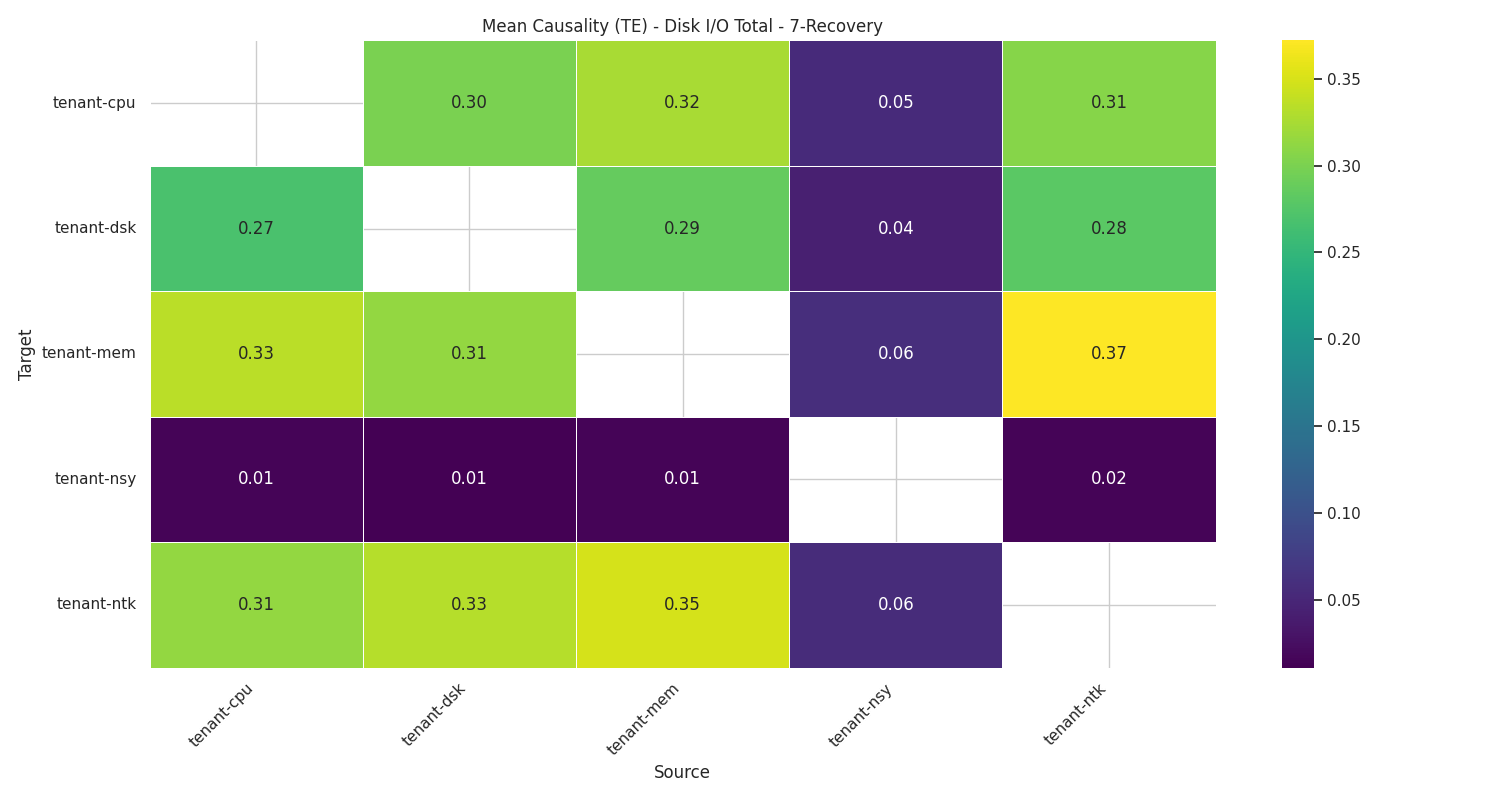 Mean Causality (TE) - Disk I/O Total - 7-Recovery
tenant-cpu 0.30 0.32 0.05 0.31
tenant-dsk 0.27 0.29 0.04 0.28
tenant-mem 0.33 0.31 0.06 0.37
tenant-nsy 0.01 0.01 0.01 0.02
tenant-ntk 0.31 0.33 0.35 0.06
Target
tenant-cpu tenant-dsk tenant-mem tenant-nsy tenant-ntk
Source
0.35
0.30
0.25
0.20
0.15
0.10
0.05